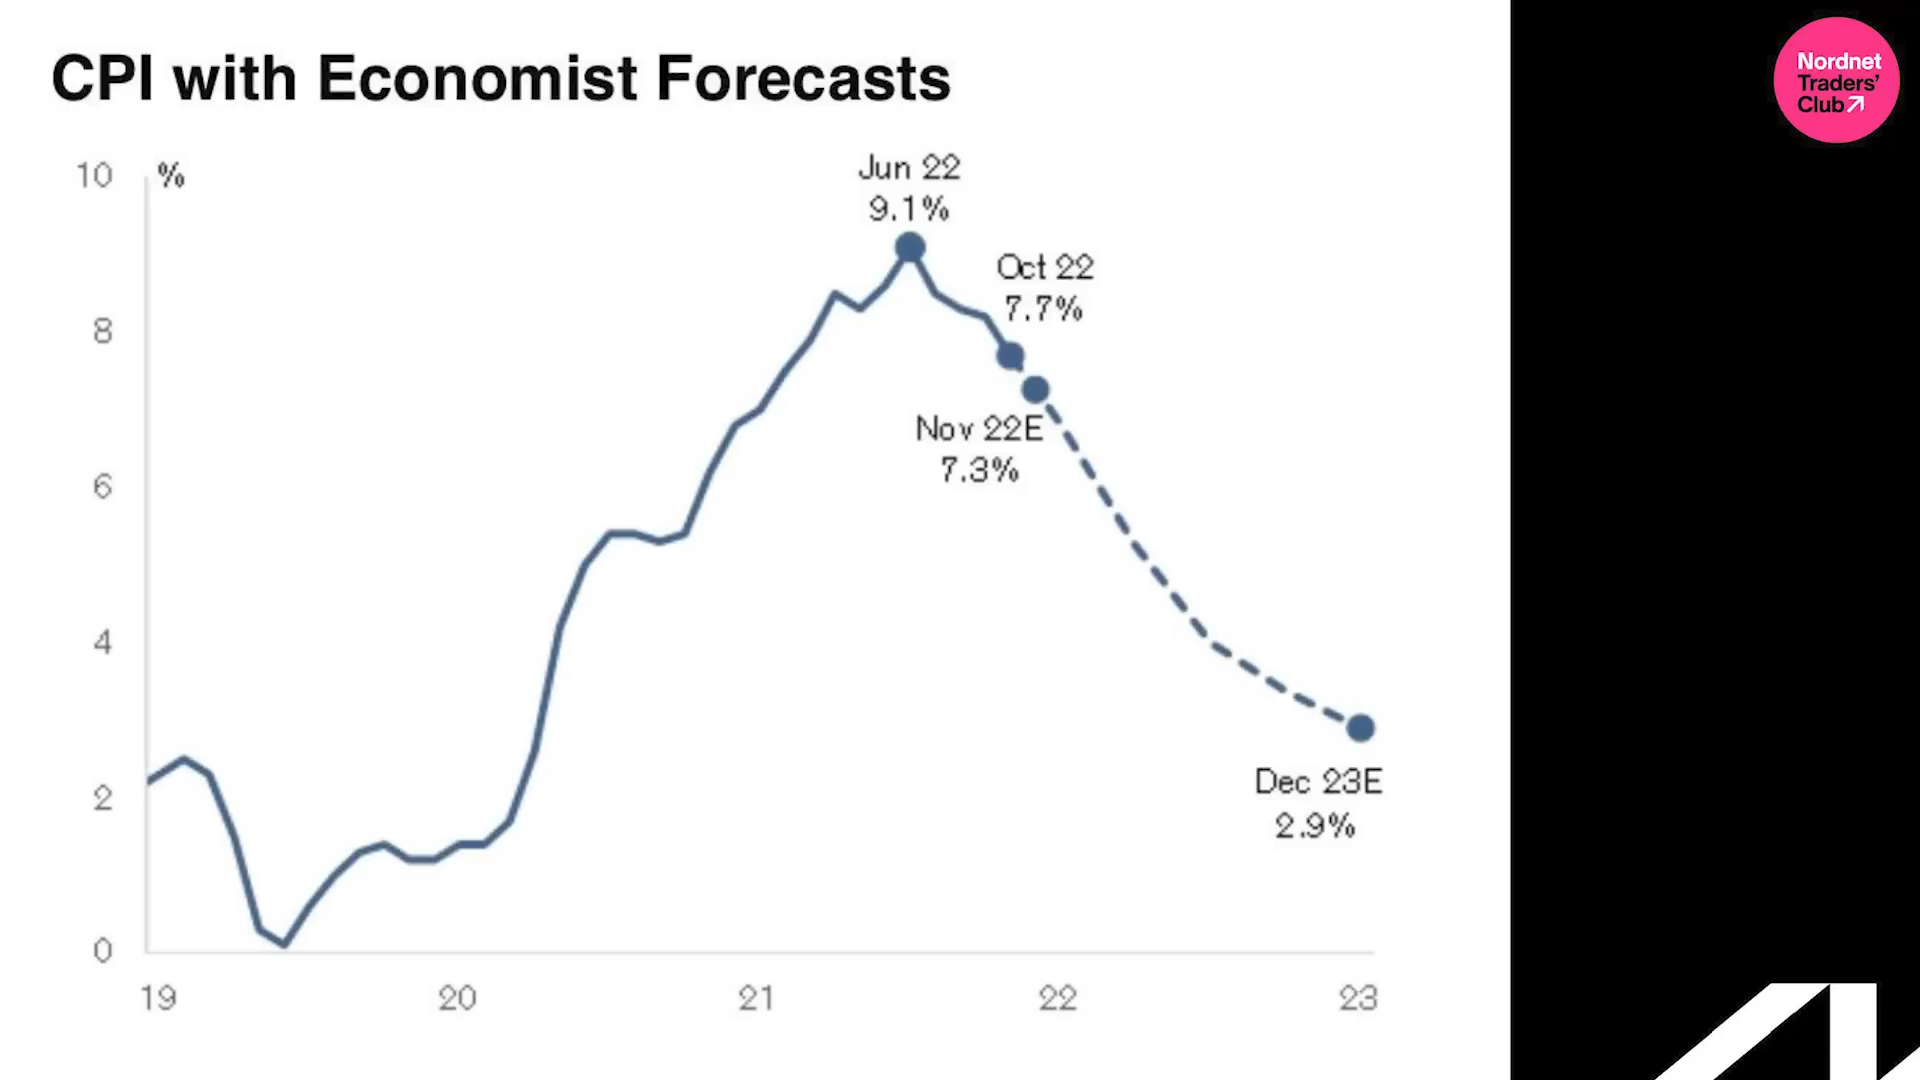 CPI with Economist Forecasts
Nordnet
Traders'
Club
10
%
Jun 22
9.1%
Oct 22
7.7%
8
Nov 22E
7.3%
6
4
Dec 23E
2.9%
2
0
19
20
21
22
23